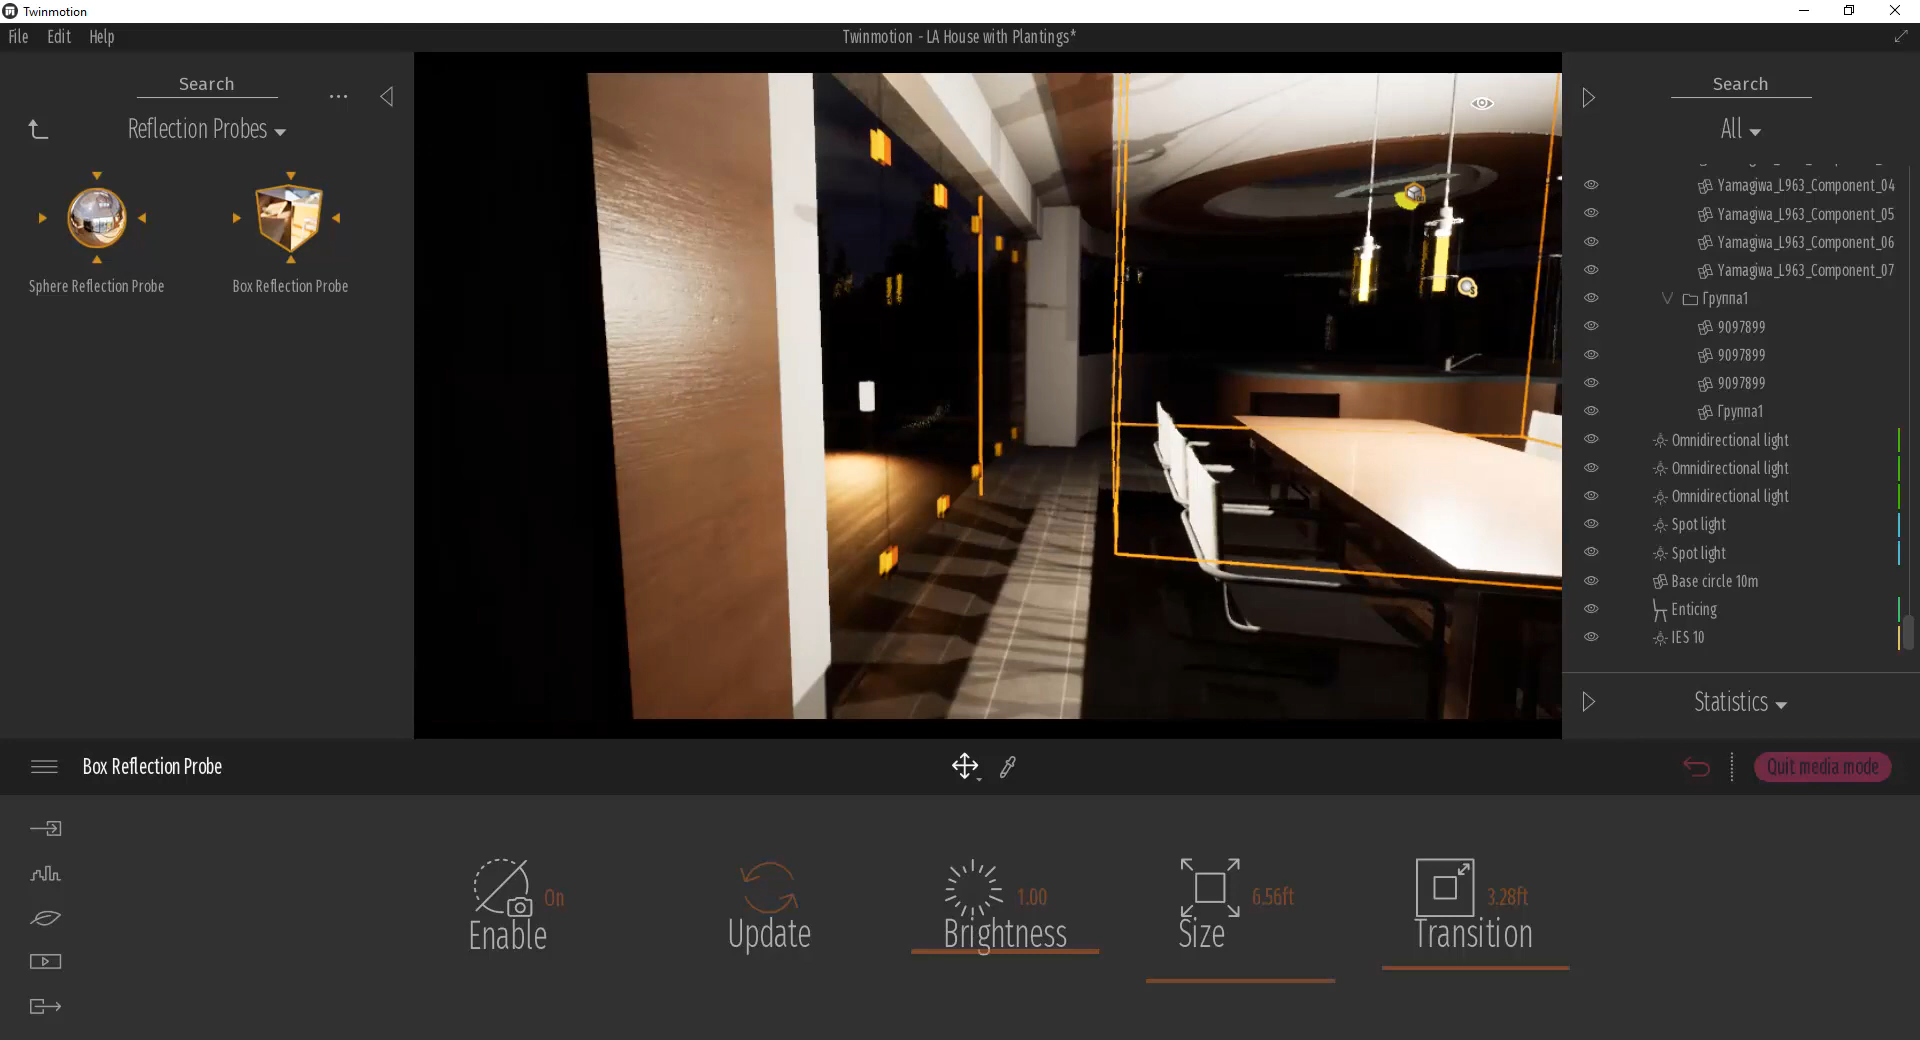 Twinmotion
File Edit Help
Twinmotion - LA House with Plantings*
Search
Reflection Probes
Sphere Reflection Probe
Box Reflection Probe
Search
All
Yamagiwa_L963_Component_04
Yamagiwa_L963_Component_05
Yamagiwa_L963_Component_06
Yamagiwa_L963_Component_07
Группа1
9097899
9097899
9097899
Группа1
Omnidirectional light
Omnidirectional light
Omnidirectional light
Spot light
Spot light
Base circle 10m
Enticing
IES 10
Statistics
Box Reflection Probe
Quit media mode
On
Enable
Update
1.00
Brightness
6.56ft
Size
3.28ft
Transition